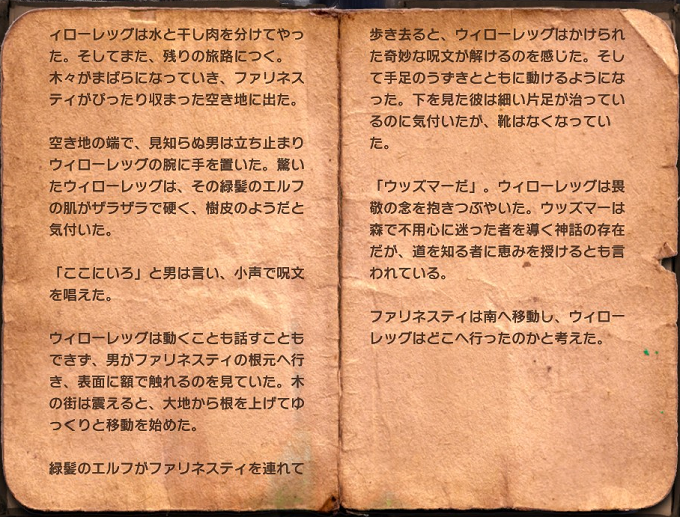 ィローレッグは水と干し肉を分けてやっ
た。そしてまた、残りの旅路につく。
木々がまばらになっていき、ファリネス
ティがぴったり収まった空き地に出た。
空き地の端で、見知らぬ男は立ち止まり
ウィローレッグの腕に手を置いた。驚い
たウィローレッグは、その緑髪のエルフ
の肌がザラザラで硬く、樹皮のようだと
気付いた。
「ここにいろ」と男は言い、小声で呪文
を唱えた。
ウィローレッグは動くことも話すことも
できず、男がファリネスティの根元へ行
き、表面に額で触れるのを見ていた。木
の街は震えると、大地から根を上げてゆ
っくりと移動を始めた。
緑髪のエルフがファリネスティを連れて
歩き去ると、ウィローレッグはかけられ
た奇妙な呪文が解けるのを感じた。そし
て手足のうずきとともに動けるようにな
った。下を見た彼は細い片足が治ってい
るのに気付いたが、靴はなくなってい
た。
「ウッズマーだ」。ウィローレッグは畏
敬の念を抱きつぶやいた。ウッズマーは
森で不用心に迷った者を導く神話の存在
だが、道を知る者に恵みを授けるとも言
われている。
ファリネスティは南へ移動し、ウィロー
レッグはどこへ行ったのかと考えた。